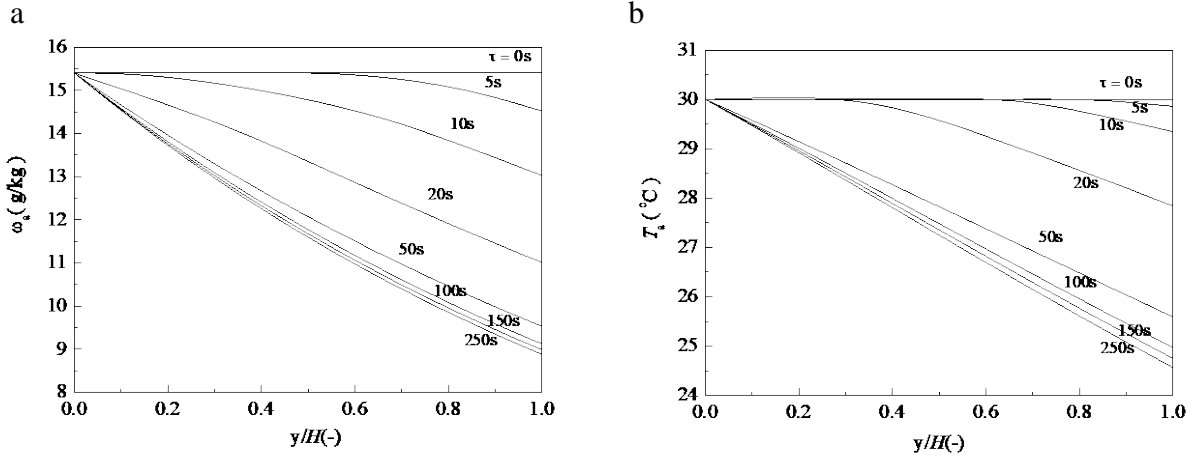 a
16
15
14
13
12
11
10
9
8
ωₐ( g/kg)
τ = 0s
5s
10s
20s
50s
100s
150s
250s
0.0 0.2 0.4 0.6 0.8 1.0
y/H(-)
b
31
30
29
28
27
26
25
24
Tₐ ( °C)
τ = 0s
5s
10s
20s
50s
100s
150s
250s
0.0 0.2 0.4 0.6 0.8 1.0
y/H(-)